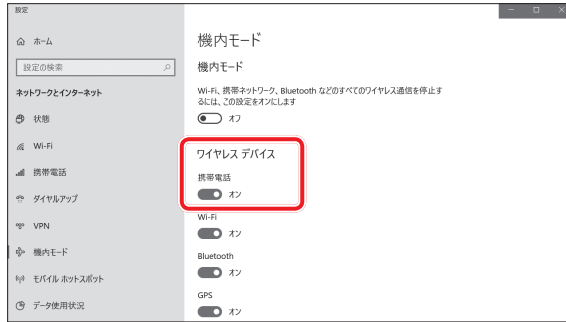 設定
ホーム
設定の検索
ネットワークとインターネット
状態
Wi-Fi
携帯電話
ダイヤルアップ
VPN
機内モード
モバイル ホットスポット
データ使用状況
機内モード
機内モード
Wi-Fi、携帯ネットワーク、Bluetooth などのすべてのワイヤレス通信を停止す
るには、この設定をオンにします
オフ
ワイヤレス デバイス
携帯電話
オン
Wi-Fi
オン
Bluetooth
オン
GPS
オン